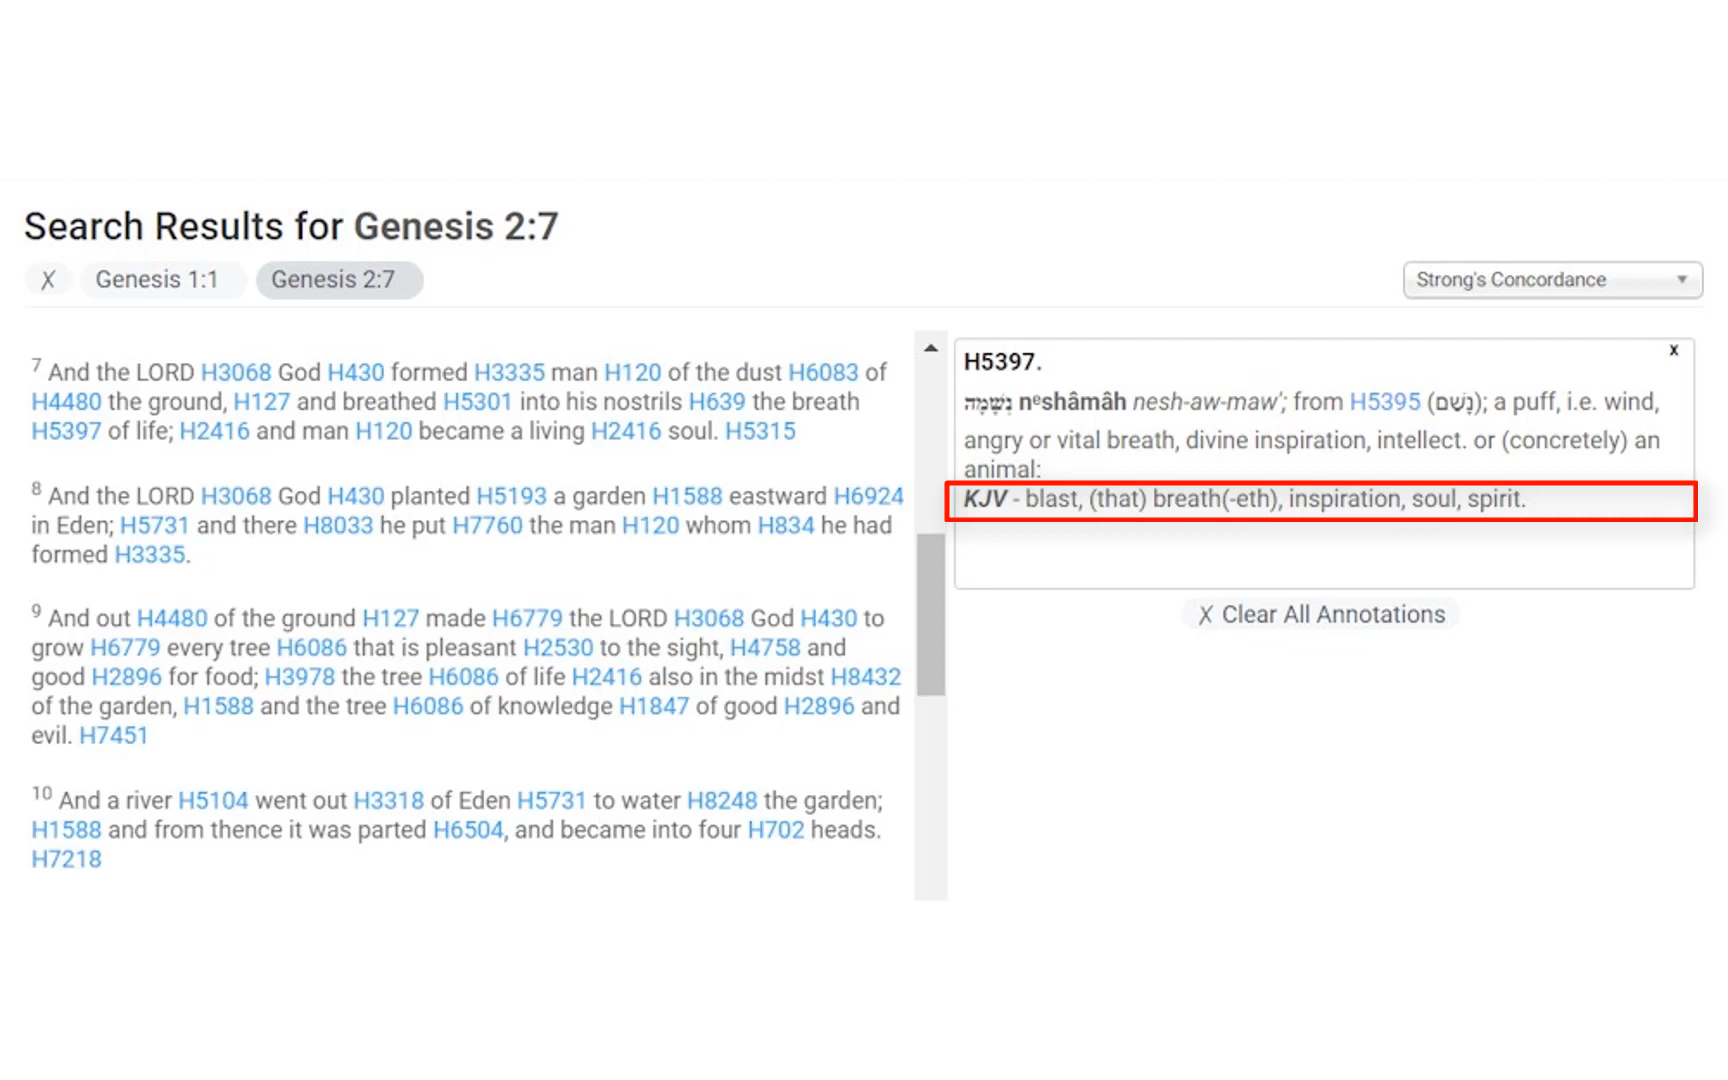 Search Results for Genesis 2:7
X Genesis 1:1 Genesis 2:7
Strong's Concordance
7 And the LORD H3068 God H430 formed H3335 man H120 of the dust H6083 of
H4480 the ground, H127 and breathed H5301 into his nostrils H639 the breath
H5397 of life; H2416 and man H120 became a living H2416 soul. H5315
8 And the LORD H3068 God H430 planted H5193 a garden H1588 eastward H6924
in Eden; H5731 and there H8033 he put H7760 the man H120 whom H834 he had
formed H3335.
9 And out H4480 of the ground H127 made H6779 the LORD H3068 God H430 to
grow H6779 every tree H6086 that is pleasant H2530 to the sight, H4758 and
good H2896 for food; H3978 the tree H6086 of life H2416 also in the midst H8432
of the garden, H1588 and the tree H6086 of knowledge H1847 of good H2896 and
evil. H7451
10 And a river H5104 went out H3318 of Eden H5731 to water H8248 the garden;
H1588 and from thence it was parted H6504, and became into four H702 heads.
H7218
x
H5397.
נְשָׁמָה nᵉshâmâh nesh-aw-maw'; from H5395 (נָשַׁם); a puff, i.e. wind,
angry or vital breath, divine inspiration, intellect. or (concretely) an
animal:
KJV - blast, (that) breath(-eth), inspiration, soul, spirit.
X Clear All Annotations